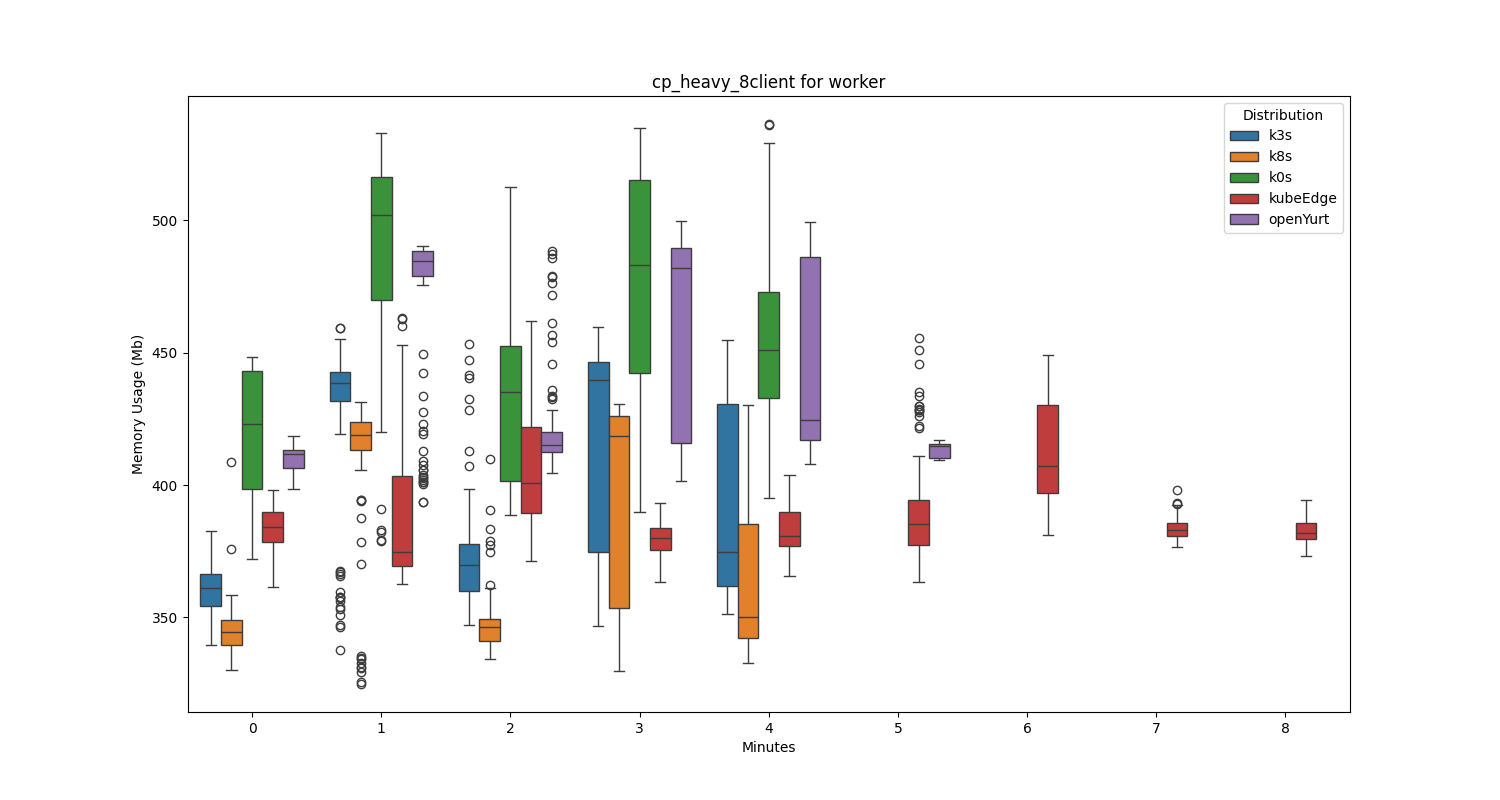 cp_heavy_8client for worker
Memory Usage (Mb)
500
450
400
350
Distribution
k3s
k8s
k0s
kubeEdge
openYurt
0 1 2 3 4 5 6 7 8
Minutes